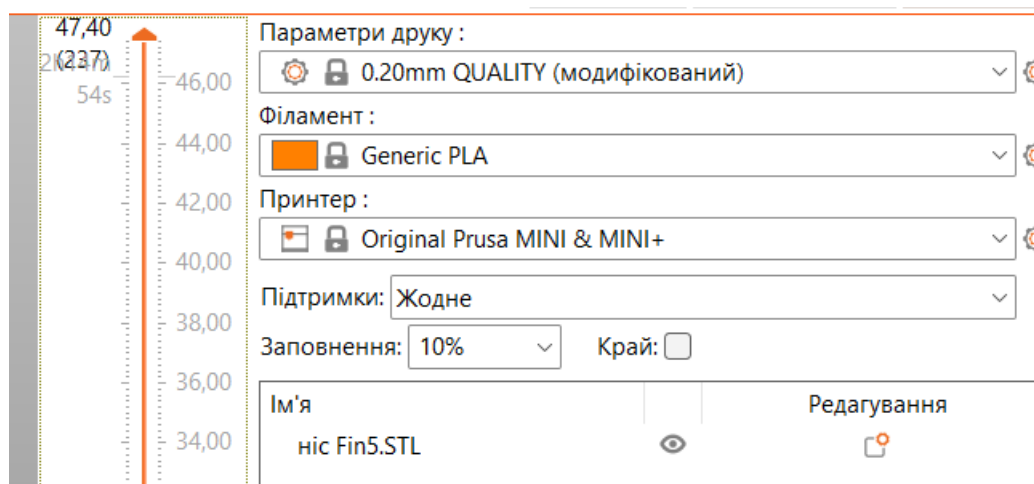 47,40
(237)
54s
46,00
44,00
42,00
40,00
38,00
36,00
34,00
Параметри друку :
0.20mm QUALITY (модифікований)
Філамент :
Generic PLA
Принтер :
Original Prusa MINI & MINI+
Підтримки: Жодне
Заповнення: 10% Край:
Ім'я Редагування
ніс Fin5.STL